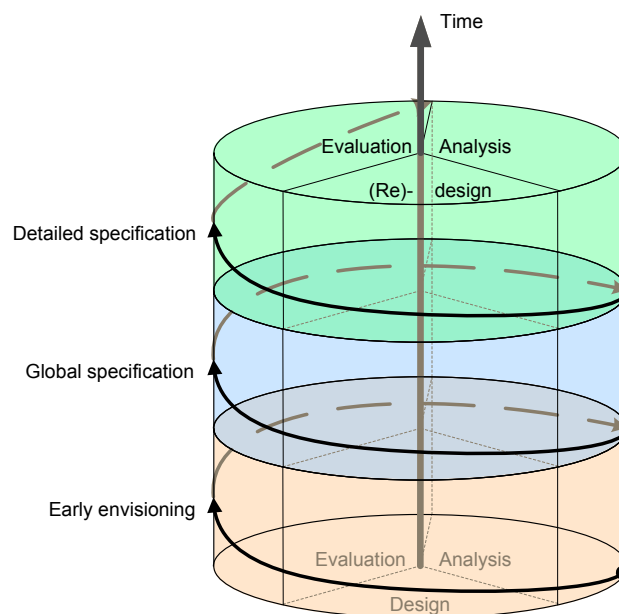 Time
Evaluation Analysis
(Re)- design
Detailed specification
Global specification
Early envisioning
Evaluation Analysis
Design